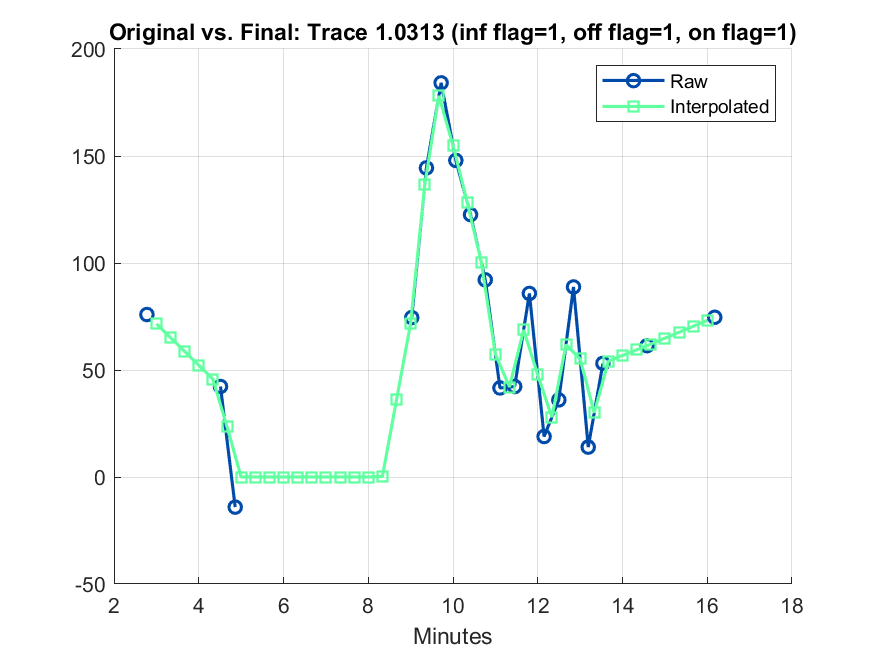 Original vs. Final: Trace 1.0313 (inf flag=1, off flag=1, on flag=1)
200
150
100
50
0
-50
Raw
Interpolated
2 4 6 8 10 12 14 16 18
Minutes